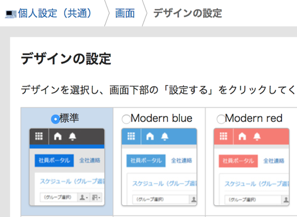 個人設定（共通） 画面 デザインの設定
デザインの設定
デザインを選択し、画面下部の「設定する」をクリックしてく
標準 Modern blue Modern red
社員ポータル 全社連絡 社員ポータル 全社連絡 社員ポータル 全社連
スケジュール（グループ週 スケジュール（グループ週間 スケジュール（グループ選
(グループ選択) (グループ選択) (グループ選択)